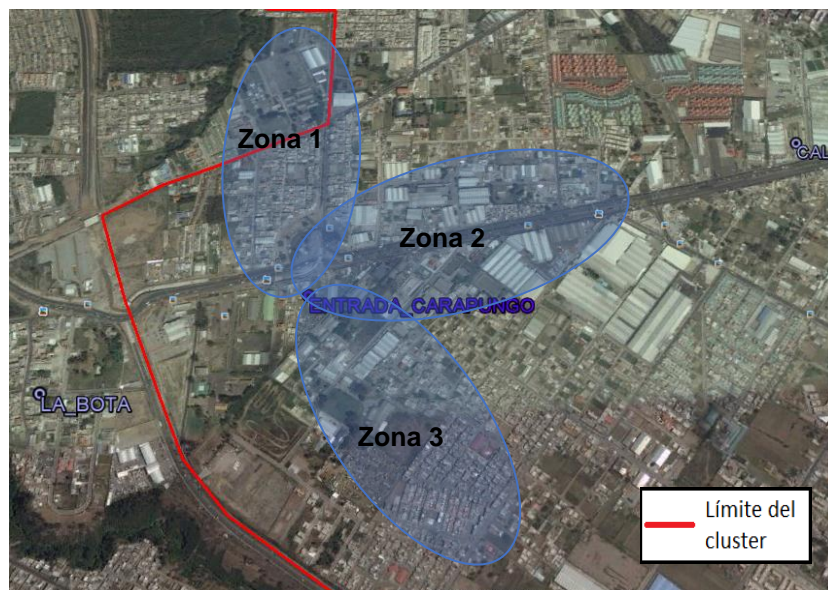 Zona 1
CAL
Zona 2
ENTRADA_CARAPUNGO
LA_BOTA
Zona 3
Límite del
cluster